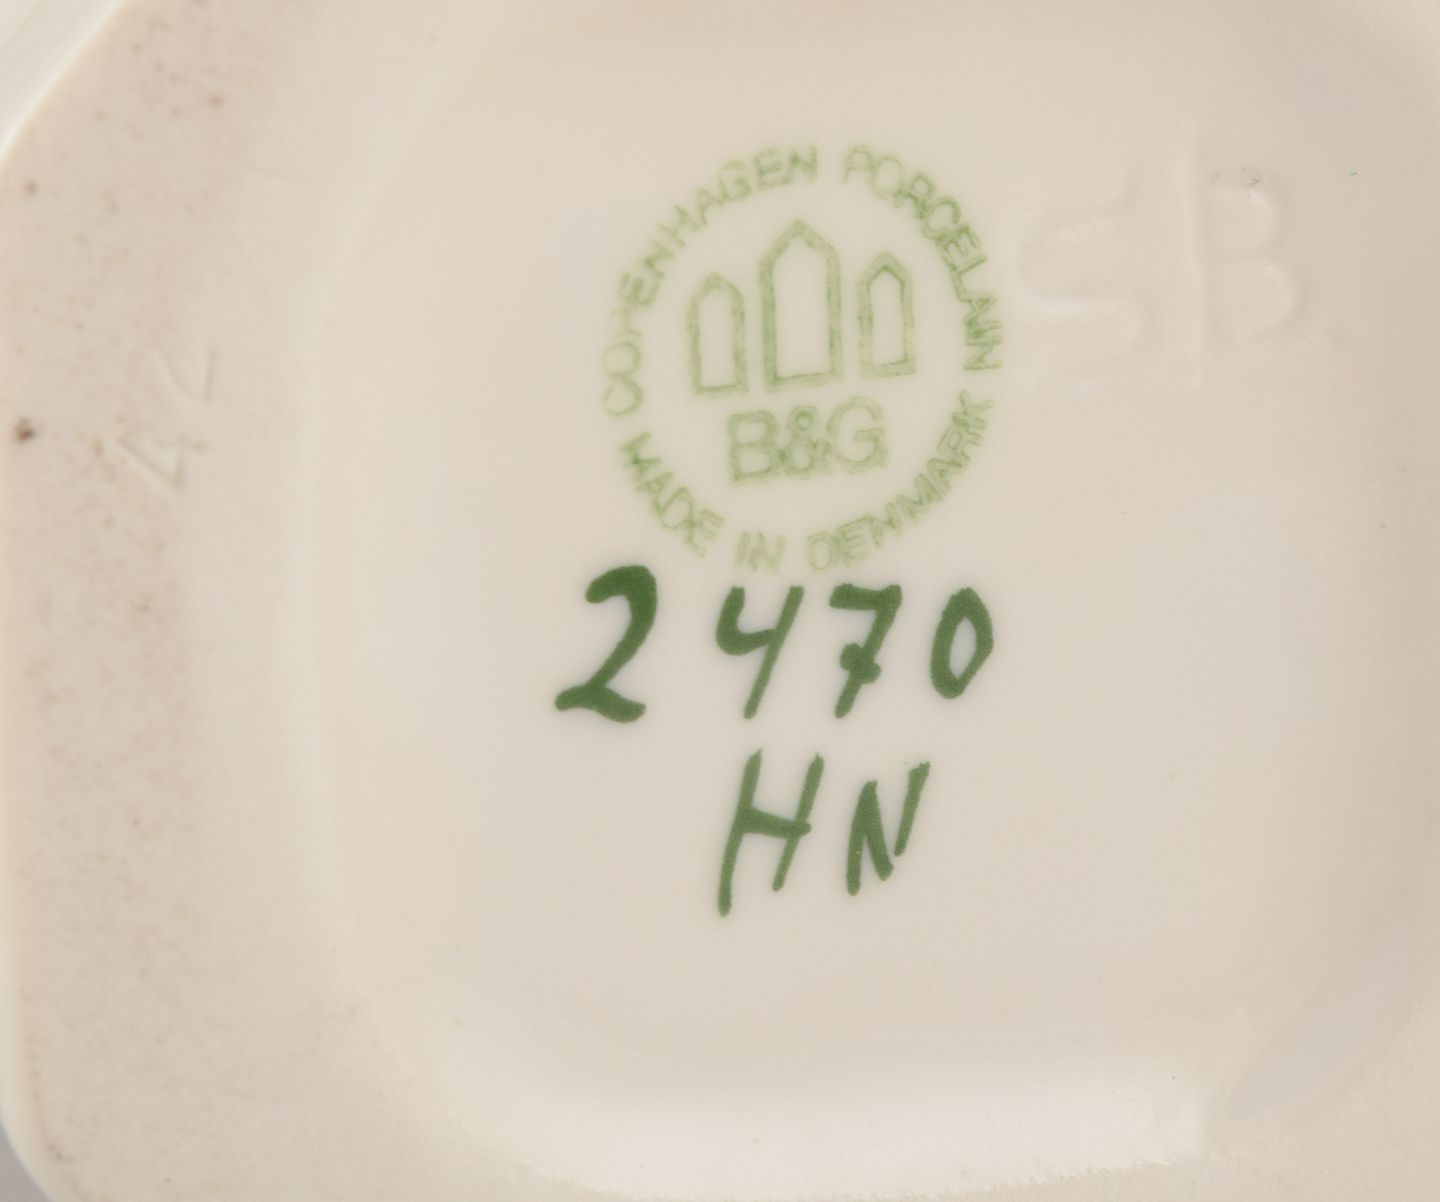 COPENHAGEN PORCELAIN
B&G
MADE IN DENMARK
2470
HN